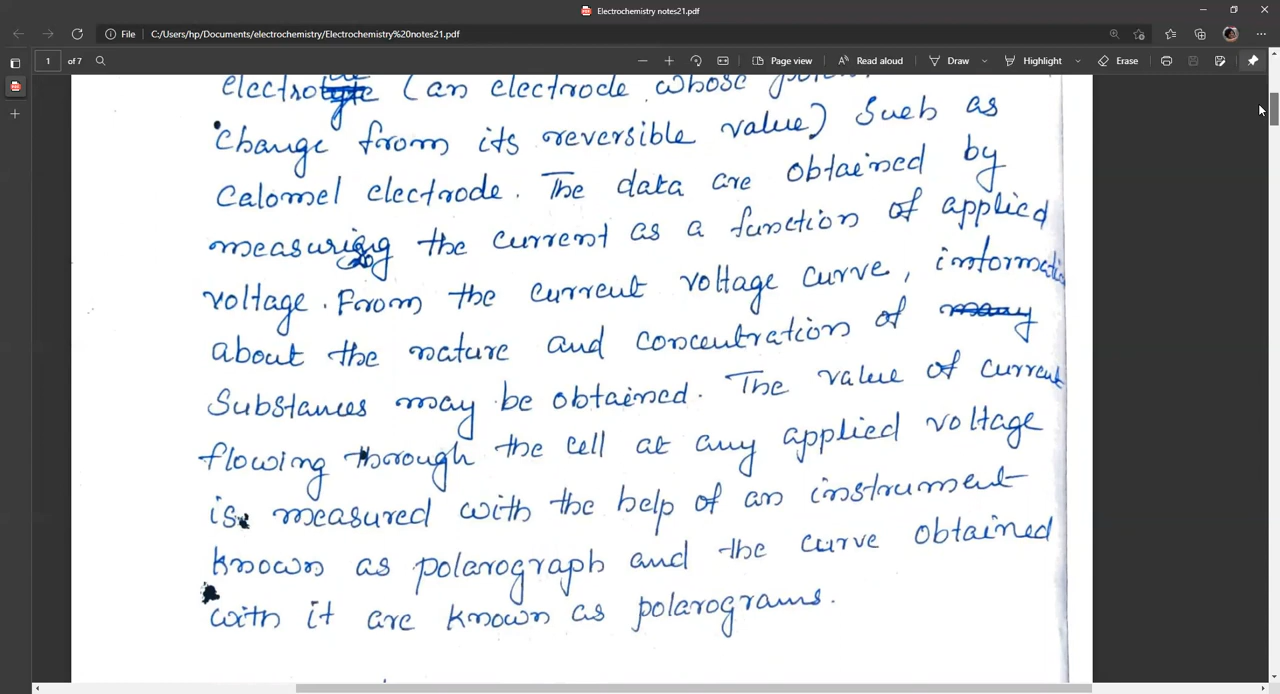 Electrochemistry notes21.pdf
File C:/Users/hp/Documents/electrochemistry/Electrochemistry%20notes21.pdf
1 of 7 Page view Read aloud Draw Highlight Erase
(an electrode whose
change from its reversible value) Such as
Calomel electrode. The data are obtained by
measuring the current as a function of applied
voltage. From the current voltage curve, informatio
about the nature and concentration of many
Substances may be obtained. The value of current
flowing thorough the cell at any applied voltage
is measured with the help of an instrument
known as polarograph and the curve obtained
with it are known as polarograms.